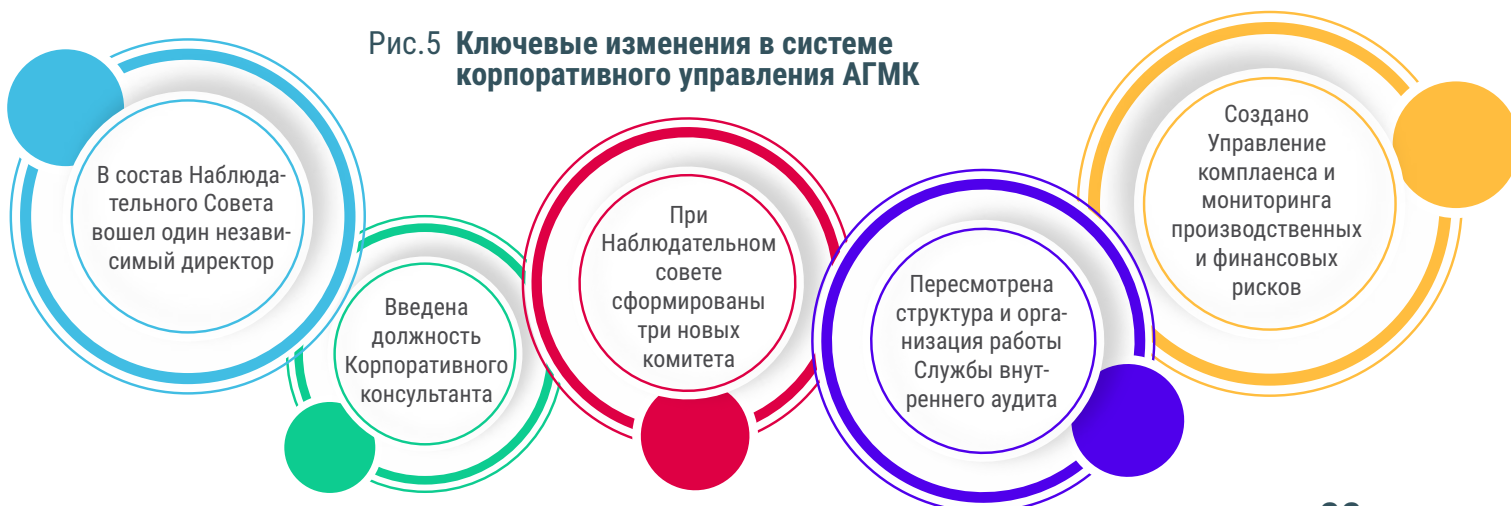 Рис.5 Ключевые изменения в системе
корпоративного управления АГМК
В состав Наблюда-
тельного Совета
вошел один незави-
симый директор
Введена
должность
Корпоративного
консультанта
При
Наблюдательном
совете
сформированы
три новых
комитета
Пересмотрена
структура и орга-
низация работы
Службы внут-
реннего аудита
Создано
Управление
комплаенса и
мониторинга
производственных
и финансовых
рисков